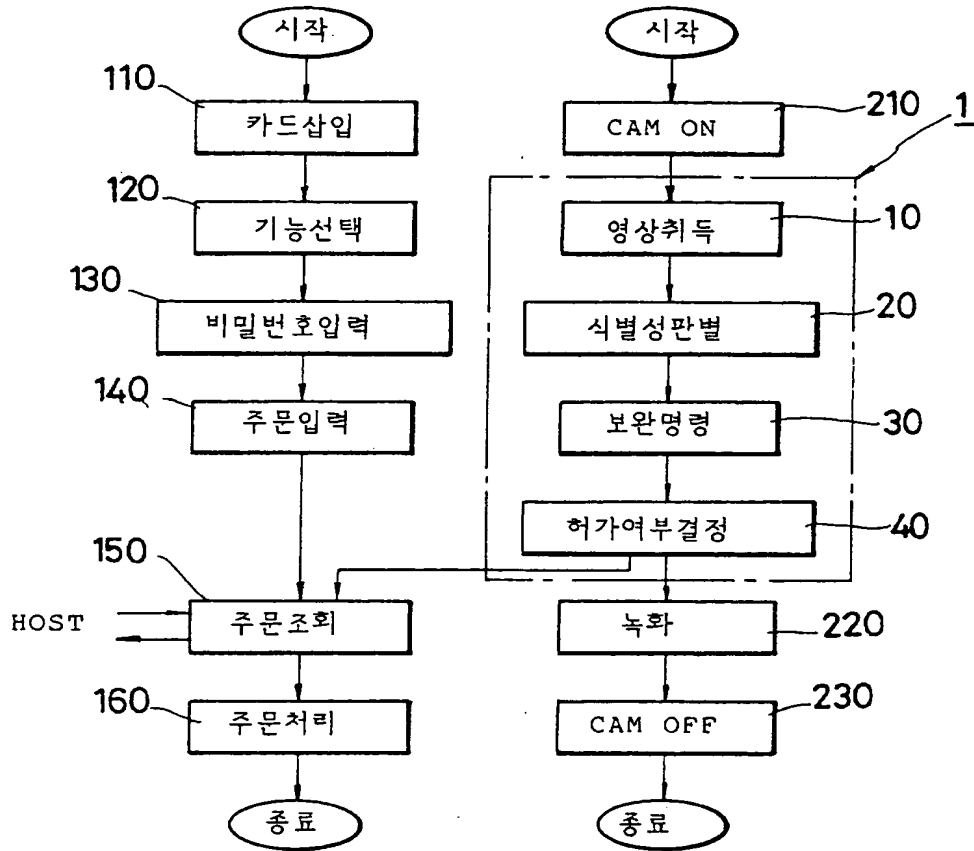 시작
110
카드삽입
120
기능선택
130
비밀번호입력
140
주문입력
150
HOST
주문조회
160
주문처리
종료
시작
210
CAM ON
1
10
영상취득
20
식별성판별
30
보완명령
40
허가여부결정
220
녹화
230
CAM OFF
종료